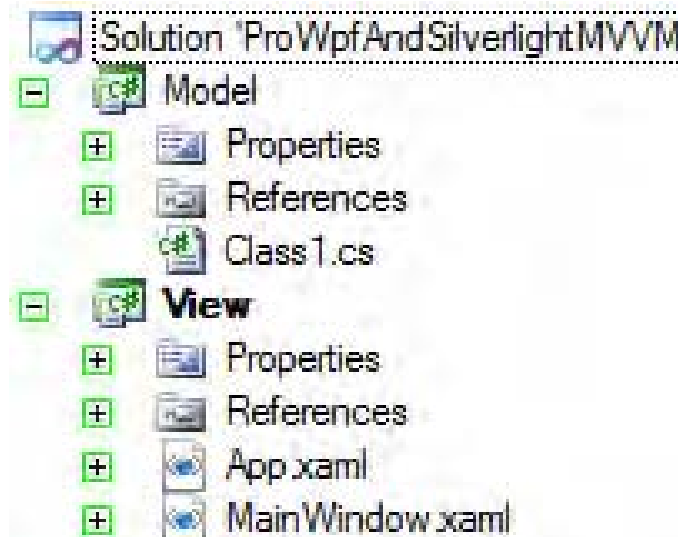 Solution 'ProWpfAndSilverlightMVVM
Model
Properties
References
C# Class1.cs
View
Properties
References
App.xaml
MainWindow.xaml